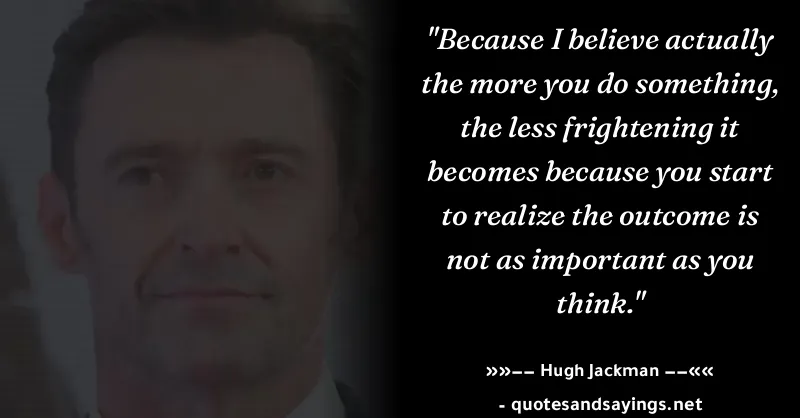 "Because I believe actually
the more you do something,
the less frightening it
becomes because you start
to realize the outcome is
not as important as you
think."
»»−− Hugh Jackman −−««
- quotesandsayings.net